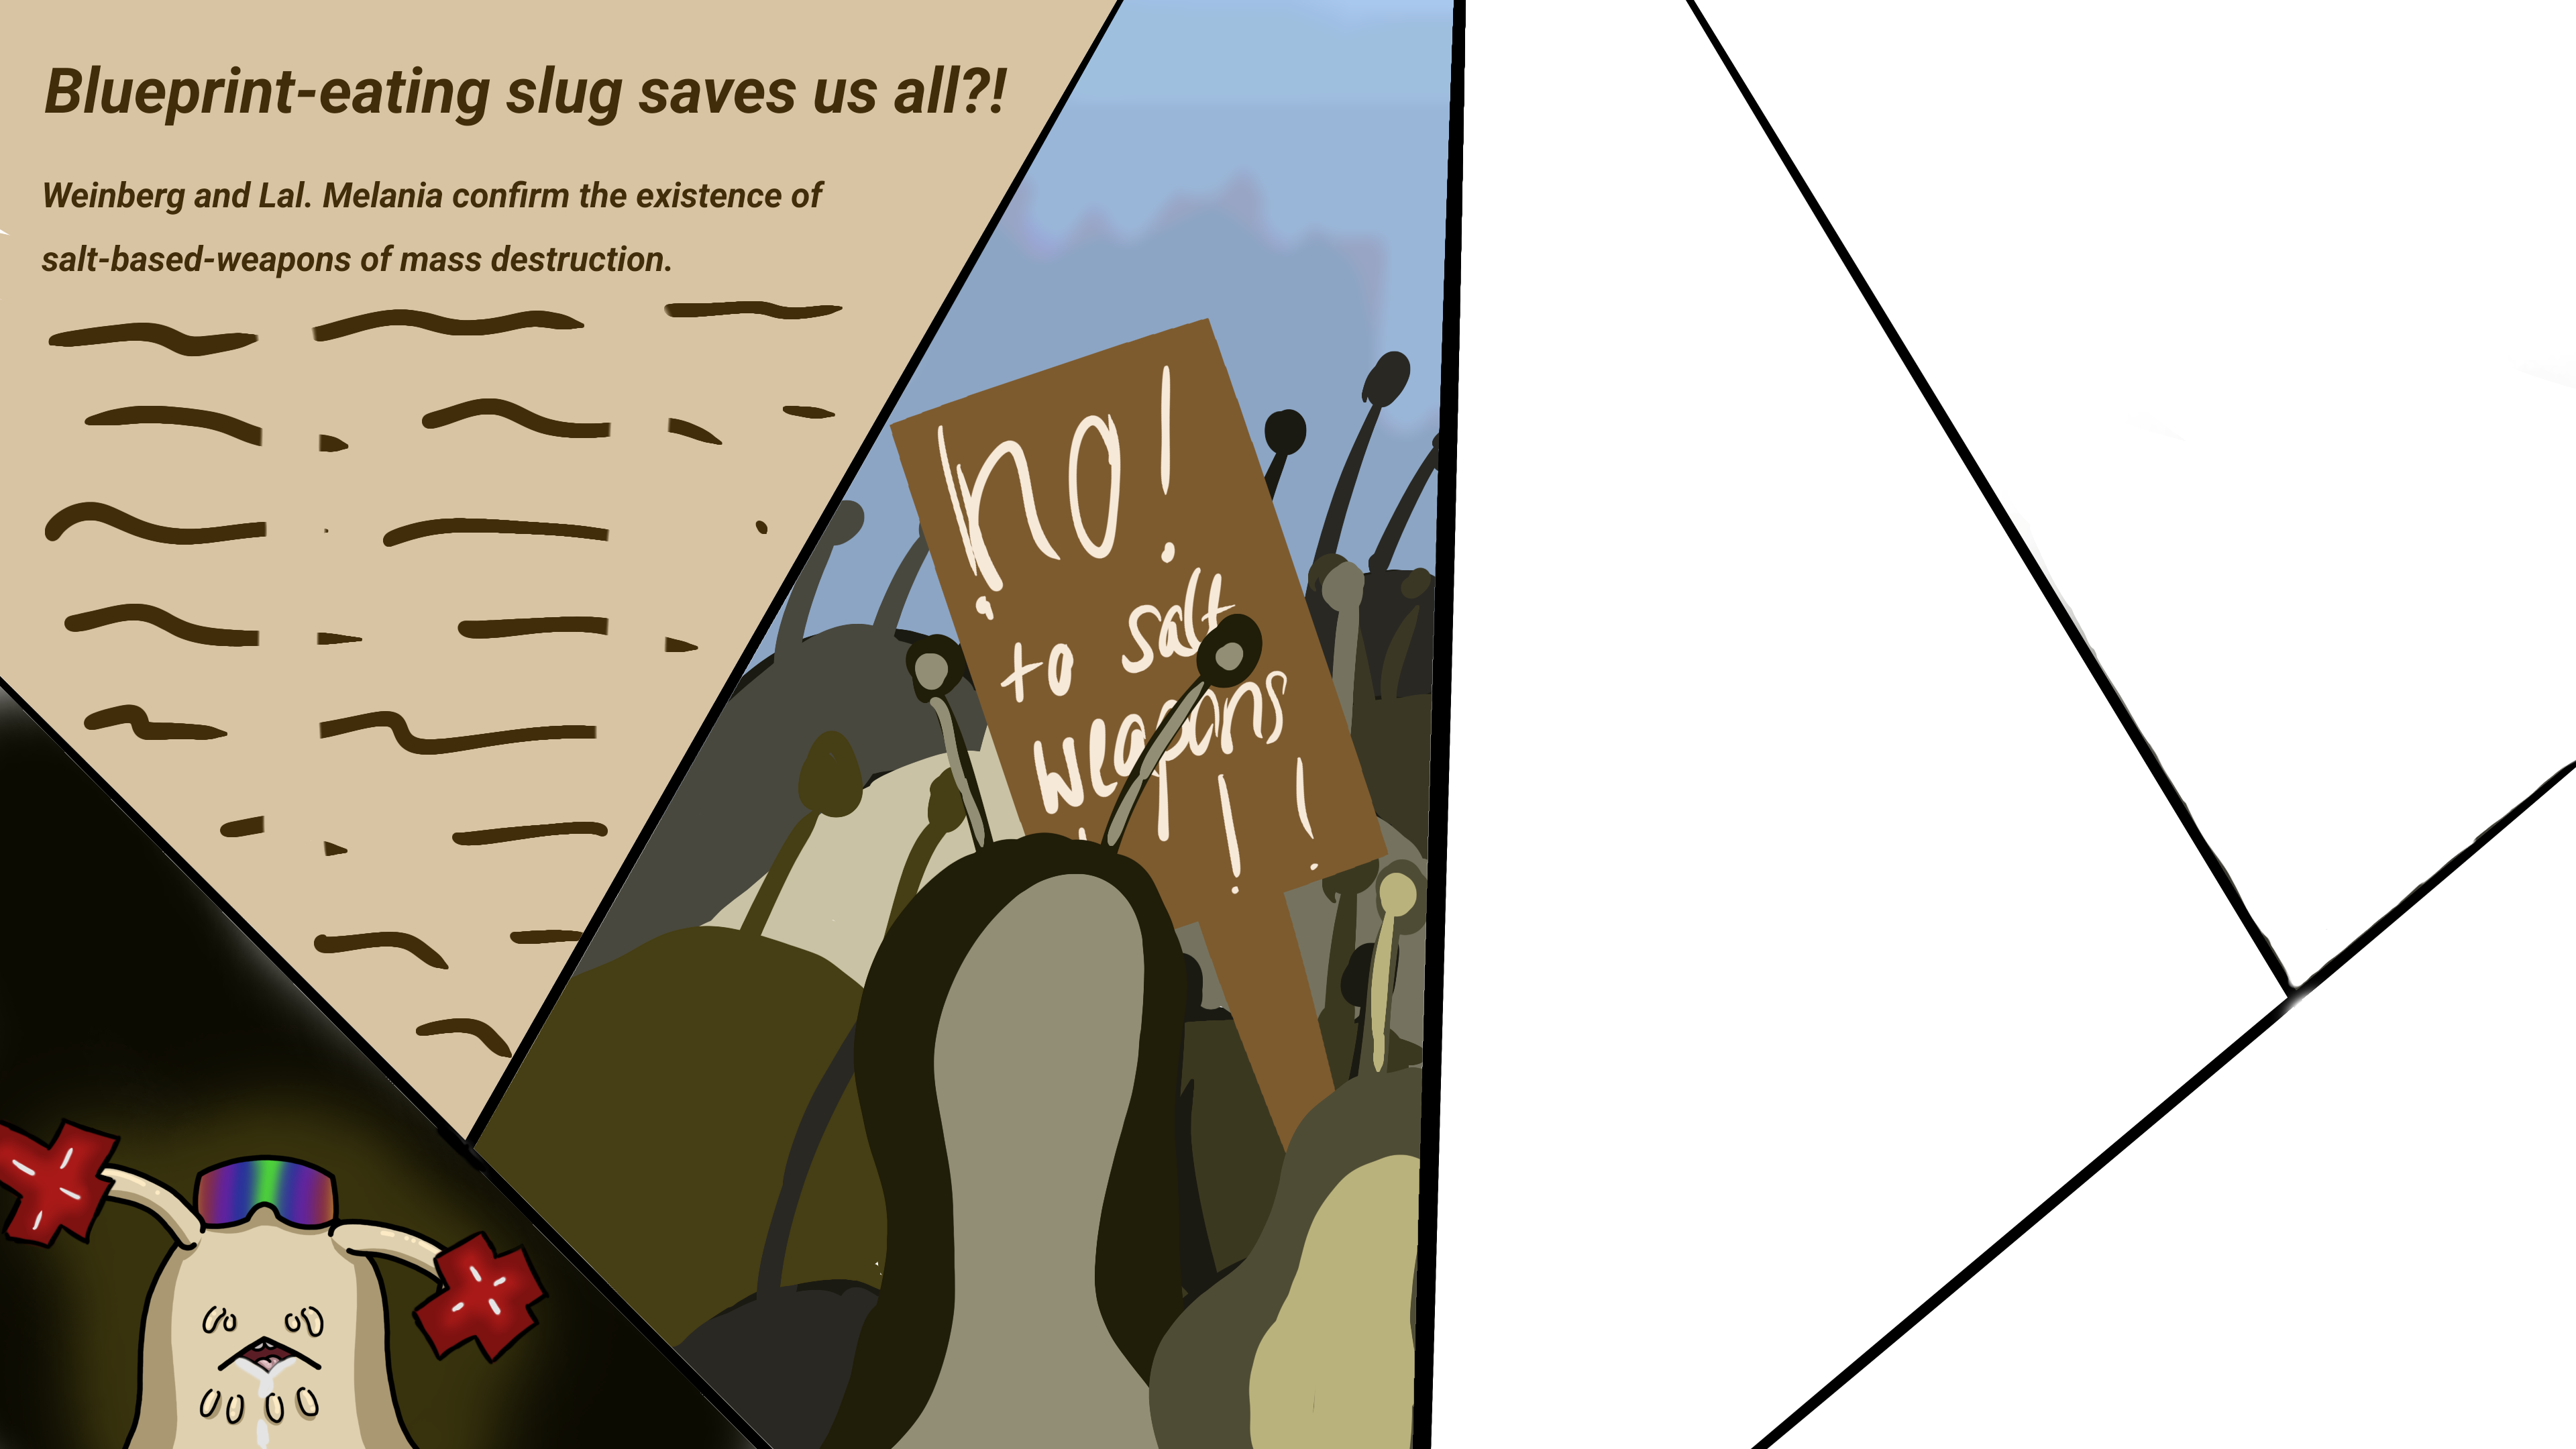 Blueprint-eating slug saves us all?!
Weinberg and Lal. Melania confirm the existence of
salt-based-weapons of mass destruction.
no!
to salt
weapons
!!!